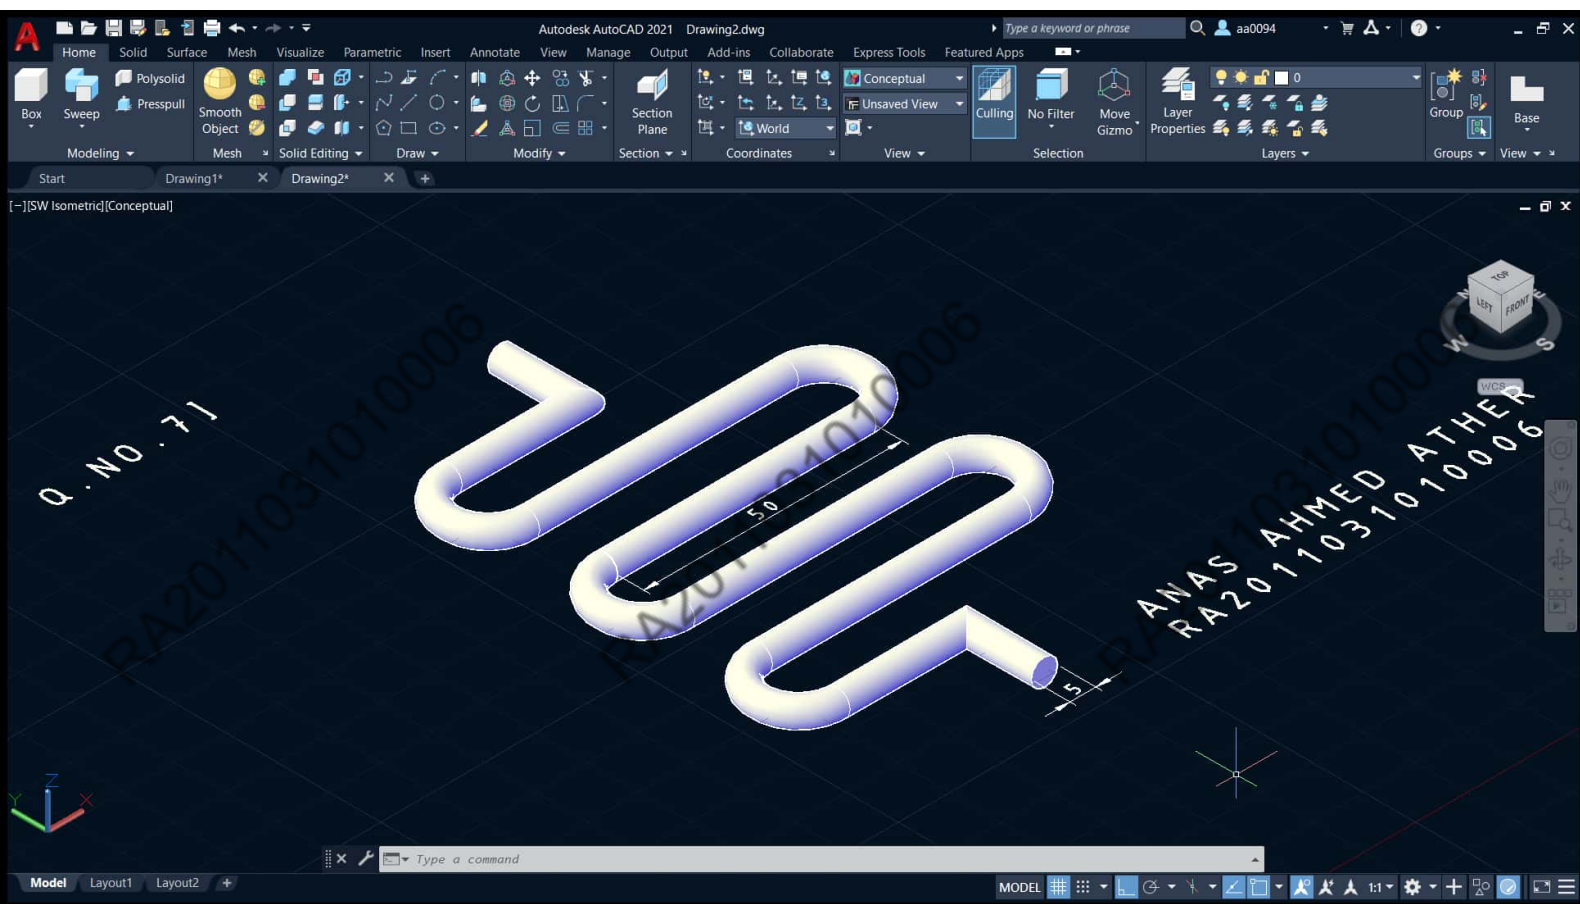 Autodesk AutoCAD 2021 Drawing2.dwg
Type a keyword or phrase
aa0094
Home Solid Surface Mesh Visualize Parametric Insert Annotate View Manage Output Add-ins Collaborate Express Tools Featured Apps
Box
Sweep
Polysolid
Presspull
Smooth Object
Section Plane
World
Conceptual
Unsaved View
Culling
No Filter
Move Gizmo
Layer Properties
0
Group
Base
Modeling Mesh Solid Editing Draw Modify Section Coordinates View Selection Layers Groups View
Start Drawing1* Drawing2*
[−][SW Isometric][Conceptual]
TOP
LEFT FRONT
N E
W S
WCS
Q.NO.71
50
5
ANAS AHMED ATHER
RA2011031010006
RA2011031010006
RA2011031010006
RA2011031010006
Z
Y X
Type a command
Model Layout1 Layout2
MODEL 1:1